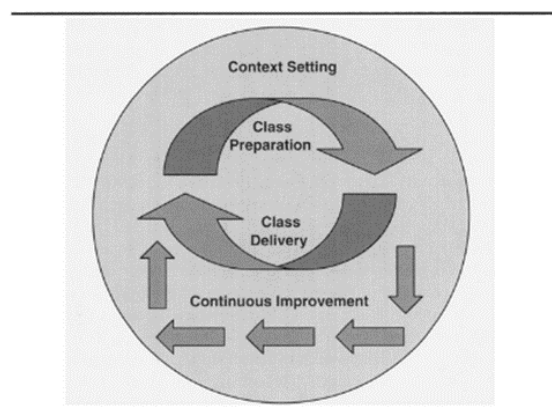 Context Setting
Class
Preparation
Class
Delivery
Continuous Improvement